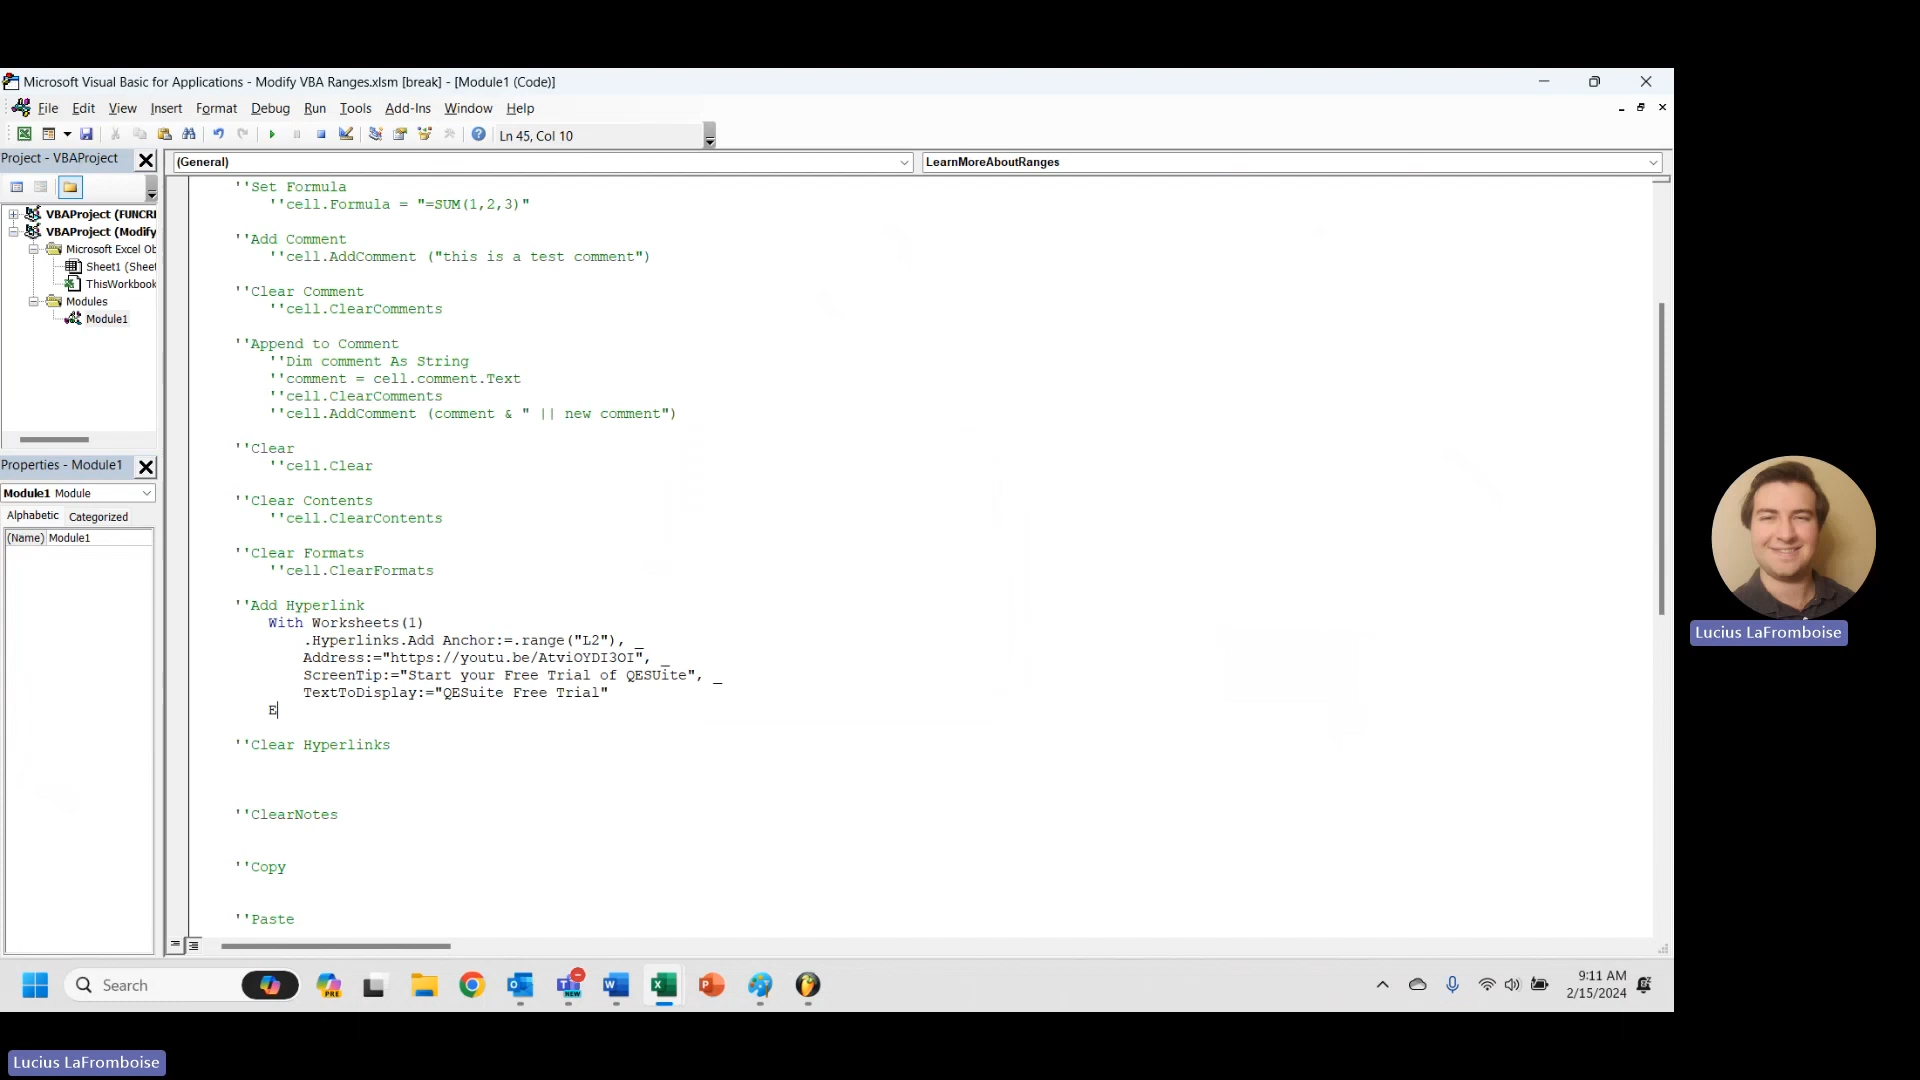 Microsoft Visual Basic for Applications - Modify VBA Ranges.xlsm [break] - [Module1 (Code)]
File Edit View Insert Format Debug Run Tools Add-Ins Window Help
Ln 45, Col 10
Project - VBAProject
(General)
LearnMoreAboutRanges
VBAProject (FUNCRI
VBAProject (Modify
Microsoft Excel Ob
Sheet1 (Sheet
ThisWorkbook
Modules
Module1
Properties - Module1
Module1 Module
Alphabetic Categorized
(Name) Module1
''Set Formula
''cell.Formula = "=SUM(1,2,3)"
''Add Comment
''cell.AddComment ("this is a test comment")
''Clear Comment
''cell.ClearComments
''Append to Comment
''Dim comment As String
''comment = cell.comment.Text
''cell.ClearComments
''cell.AddComment (comment & " || new comment")
''Clear
''cell.Clear
''Clear Contents
''cell.ClearContents
''Clear Formats
''cell.ClearFormats
''Add Hyperlink
With Worksheets(1)
.Hyperlinks.Add Anchor:=.range("L2"), _
Address:="https://youtu.be/AtviOYDI3OI", _
ScreenTip:="Start your Free Trial of QESUite", _
TextToDisplay:="QESuite Free Trial"
E
''Clear Hyperlinks
''ClearNotes
''Copy
''Paste
Lucius LaFromboise
Search
PRE
NEW
9:11 AM
2/15/2024
Lucius LaFromboise